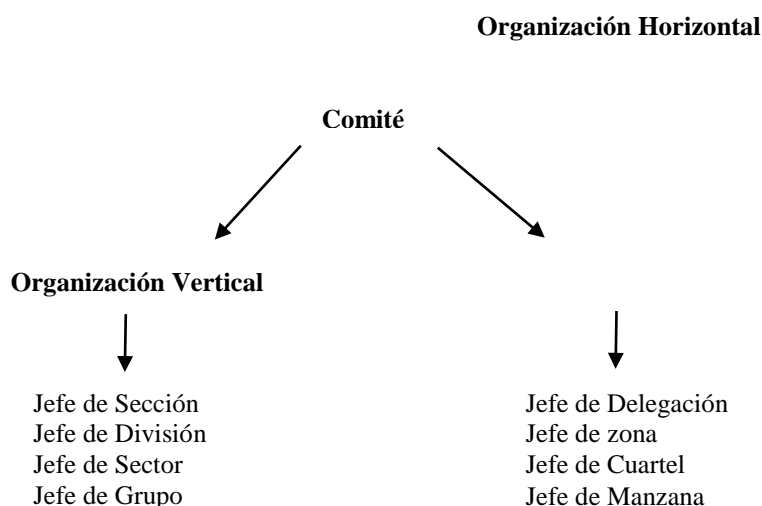 Organización Horizontal
Comité
Organización Vertical
Jefe de Sección
Jefe de División
Jefe de Sector
Jefe de Grupo
Jefe de Delegación
Jefe de zona
Jefe de Cuartel
Jefe de Manzana